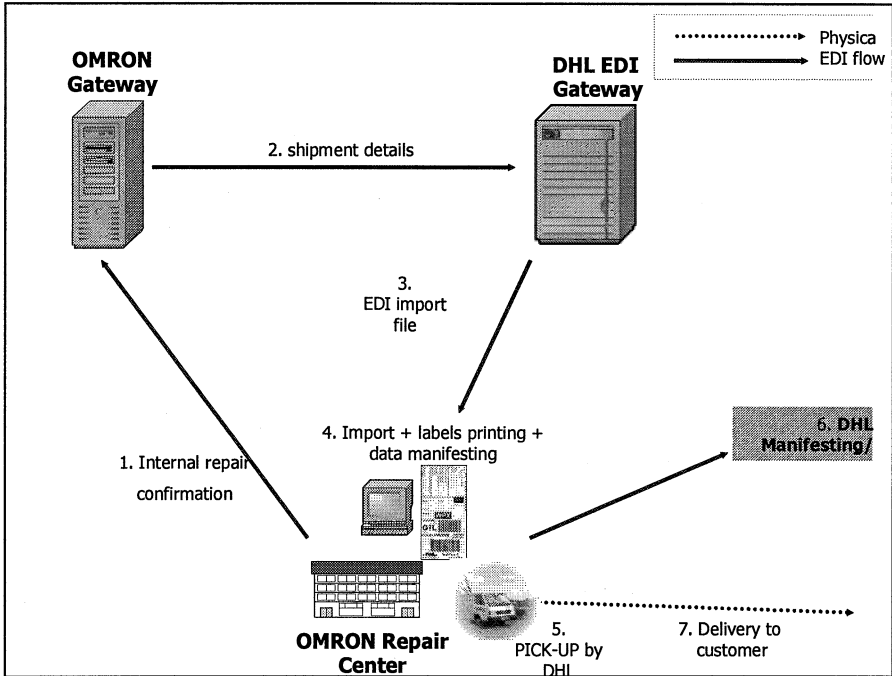 Physica
EDI flow
OMRON
Gateway
DHL EDI
Gateway
2. shipment details
3.
EDI import
file
4. Import + labels printing +
data manifesting
6. DHL
Manifesting/
1. Internal repair
confirmation
OMRON Repair
Center
5.
PICK-UP by
DHL
7. Delivery to
customer